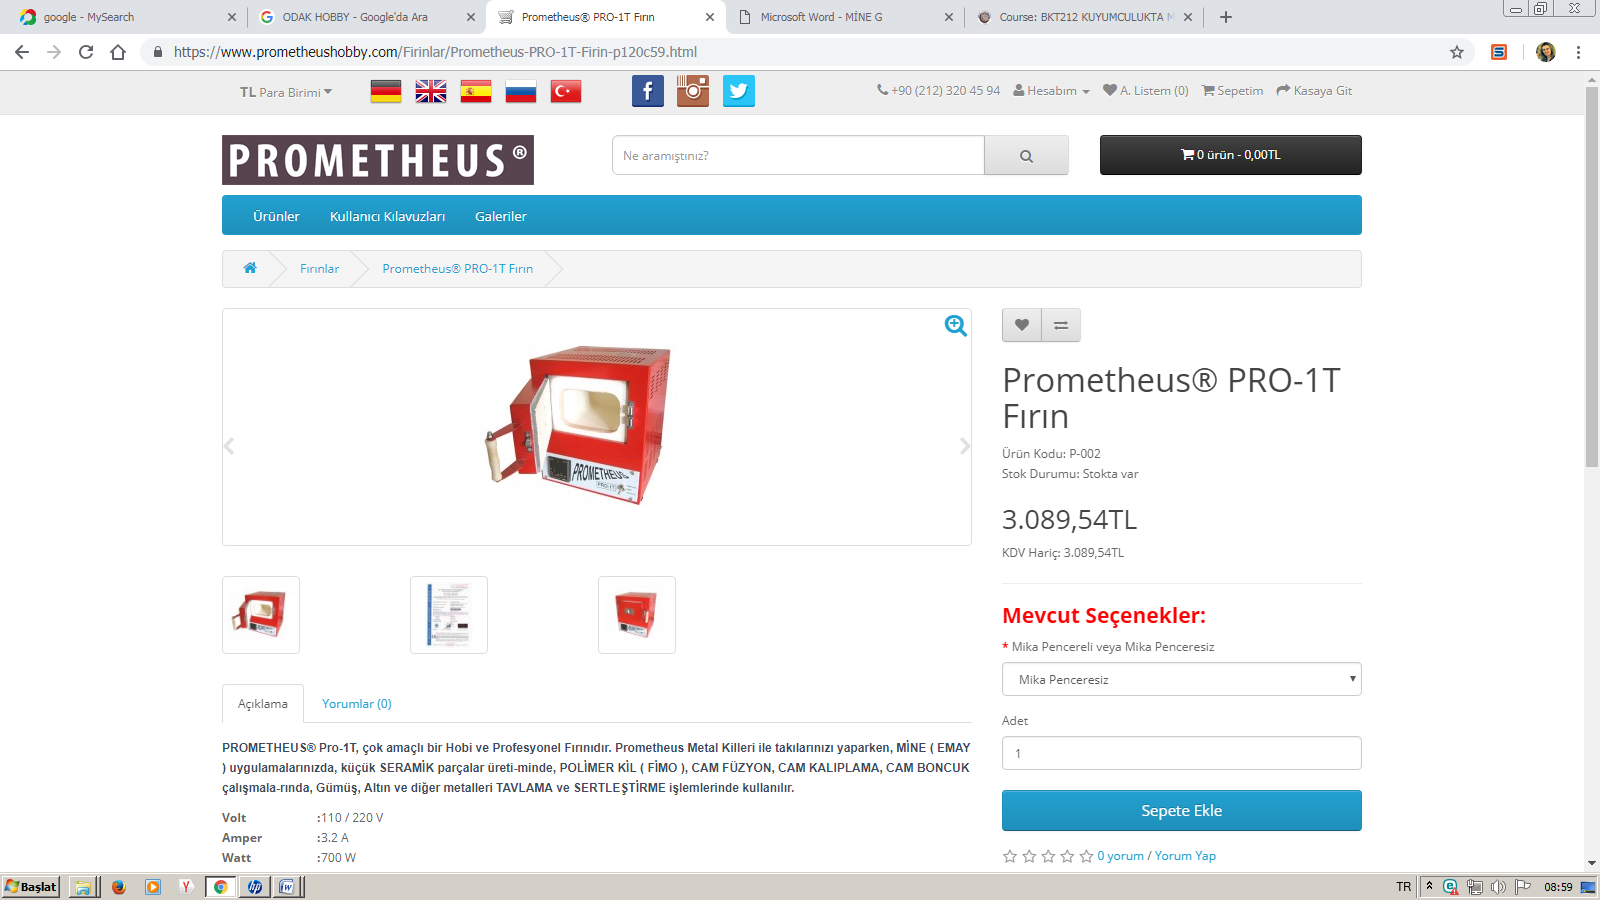 google - MySearch
ODAK HOBBY - Google'da Ara
Prometheus® PRO-1T Fırın
Microsoft Word - MİNE G
Course: BKT212 KUYUMCULUKTA M
https://www.prometheushobby.com/Firinlar/Prometheus-PRO-1T-Firin-p120c59.html
TL Para Birimi
+90 (212) 320 45 94
Hesabım
A. Listem (0)
Sepetim
Kasaya Git
PROMETHEUS®
Ne aramıştınız?
0 ürün - 0,00TL
Ürünler
Kullanıcı Kılavuzları
Galeriler
Fırınlar
Prometheus® PRO-1T Fırın
PROMETHEUS
PRO-1T
Prometheus® PRO-1T
Fırın
Ürün Kodu: P-002
Stok Durumu: Stokta var
3.089,54TL
KDV Hariç: 3.089,54TL
Mevcut Seçenekler:
* Mika Pencereli veya Mika Penceresiz
Mika Penceresiz
Adet
1
Sepete Ekle
0 yorum / Yorum Yap
Açıklama
Yorumlar (0)
PROMETHEUS® Pro-1T, çok amaçlı bir Hobi ve Profesyonel Fırınıdır. Prometheus Metal Killeri ile takılarınızı yaparken, MİNE ( EMAY
) uygulamalarınızda, küçük SERAMİK parçalar üreti-minde, POLİMER KİL ( FİMO ), CAM FÜZYON, CAM KALIPLAMA, CAM BONCUK
çalışmala-rında, Gümüş, Altın ve diğer metalleri TAVLAMA ve SERTLEŞTİRME işlemlerinde kullanılır.
Volt :110 / 220 V
Amper :3.2 A
Watt :700 W
Başlat
TR
08:59